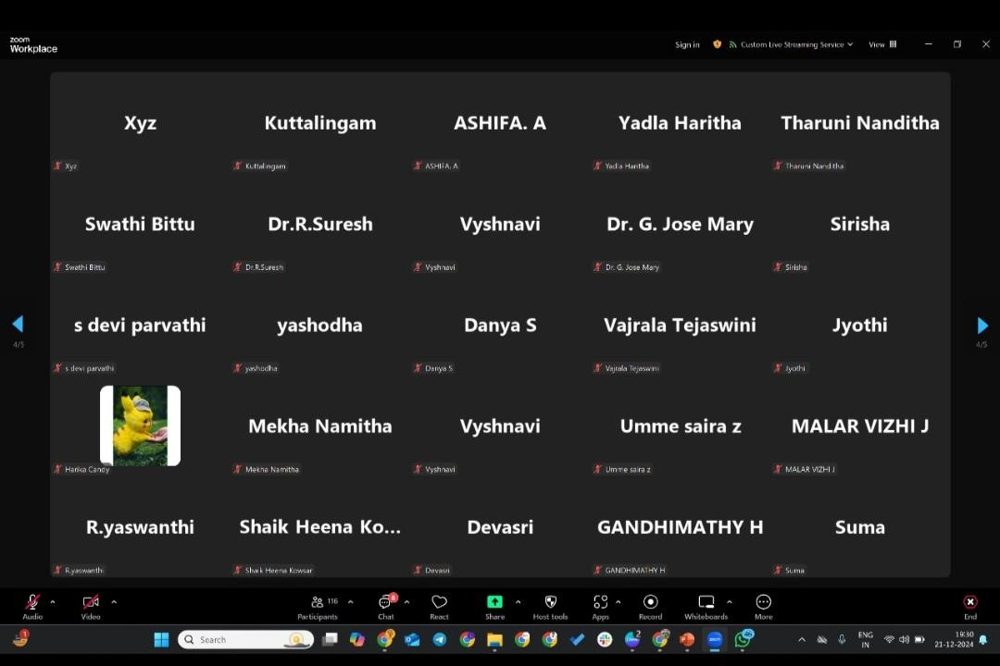 zoom
Workplace
Sign in
Custom Live Streaming Service
View
Xyz
Kuttalingam
ASHIFA. A
Yadla Haritha
Tharuni Nanditha
Xyz
Kuttalingam
ASHIFA. A
Yadla Haritha
Tharuni Nanditha
Swathi Bittu
Dr.R.Suresh
Vyshnavi
Dr. G. Jose Mary
Sirisha
Swathi Bittu
Dr.R.Suresh
Vyshnavi
Dr. G. Jose Mary
Sirisha
s devi parvathi
yashodha
Danya S
Vajrala Tejaswini
Jyothi
4/5
4/5
s devi parvathi
yashodha
Danya S
Vajrala Tejaswini
Jyothi
Mekha Namitha
Vyshnavi
Umme saira z
MALAR VIZHI J
Harika Candy
Mekha Namitha
Vyshnavi
Umme saira z
MALAR VIZHI J
R.yaswanthi
Shaik Heena Ko...
Devasri
GANDHIMATHY H
Suma
R.yaswanthi
Shaik Heena Kowsar
Devasri
GANDHIMATHY H
Suma
116
8
Audio
Video
Participants
Chat
React
Share
Host tools
Apps
Record
Whiteboards
More
End
1
Search
2
zoom
ENG
IN
19:30
21-12-2024